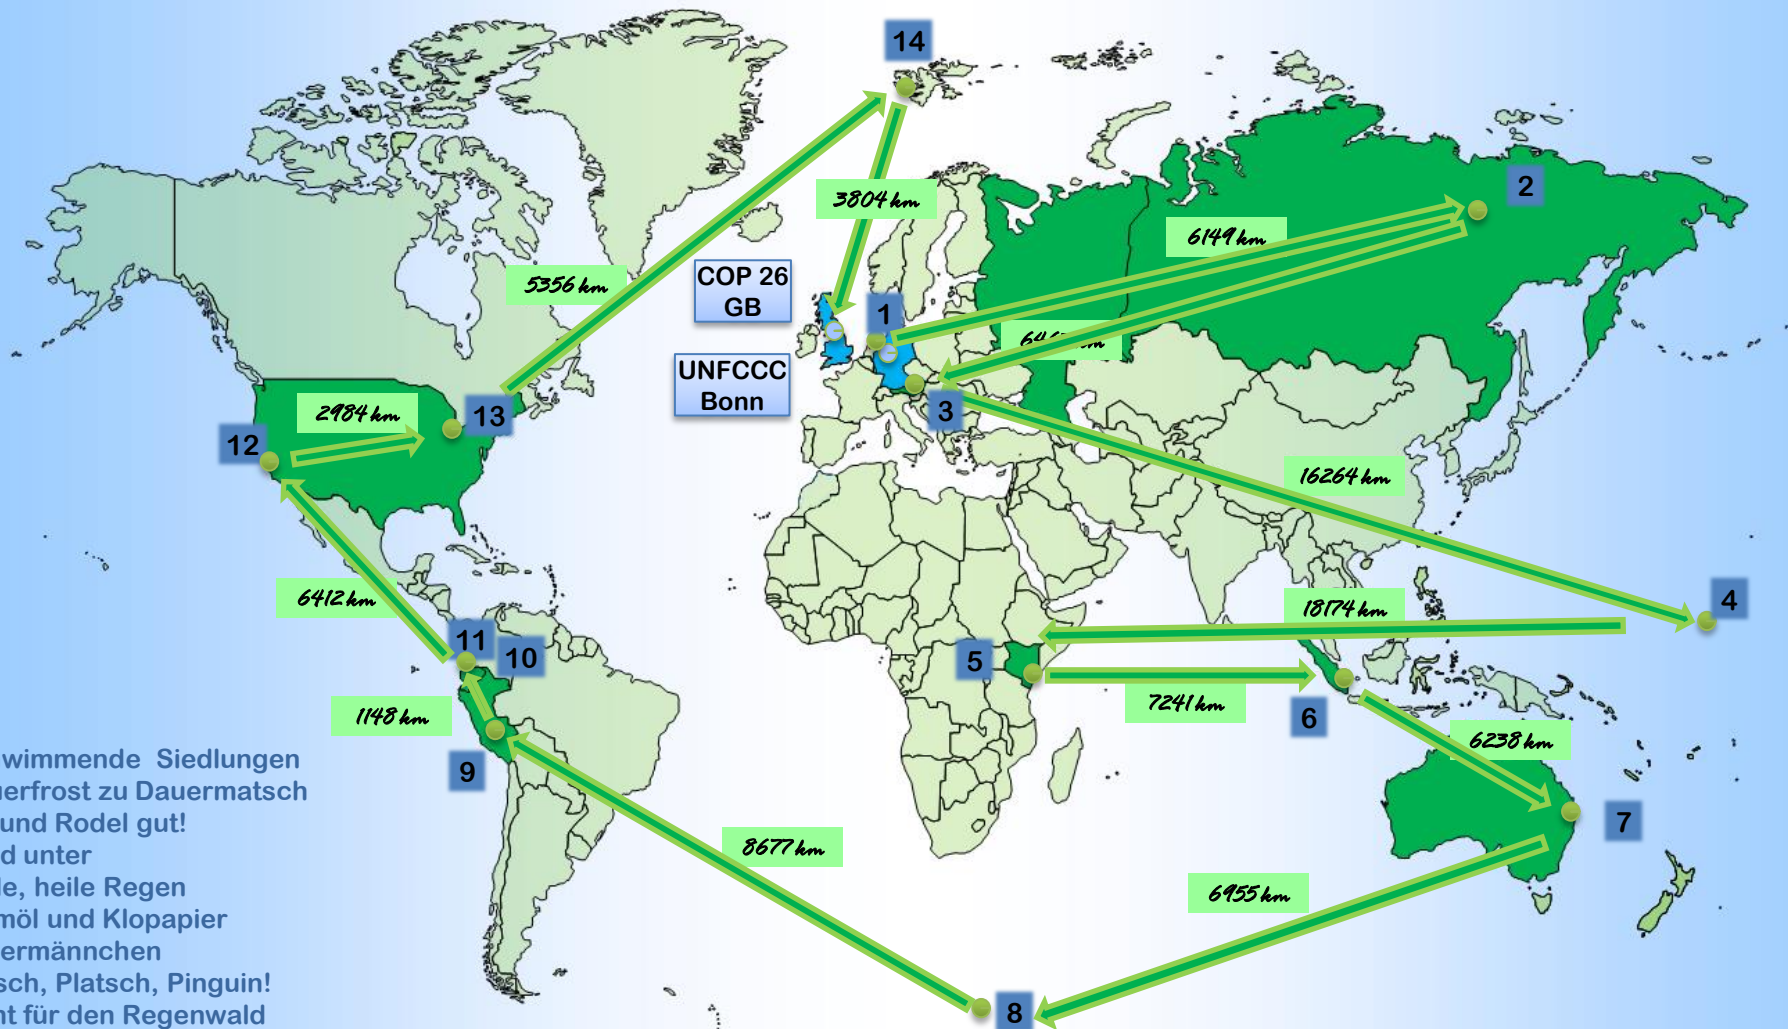 14
2
3804 km
6149 km
COP 26
GB
5356 km
1
UNFCCC
Bonn
2984 km
13
3
12
16264 km
6412 km
18174 km
4
11
10
5
7241 km
6
1148 km
6238 km
9
wimmende Siedlungen
erfrost zu Dauermatsch
und Rodel gut!
d unter
le, heile Regen
möl und Klopapier
ermännchen
sch, Platsch, Pinguin!
nt für den Regenwald
8677 km
7
6955 km
8